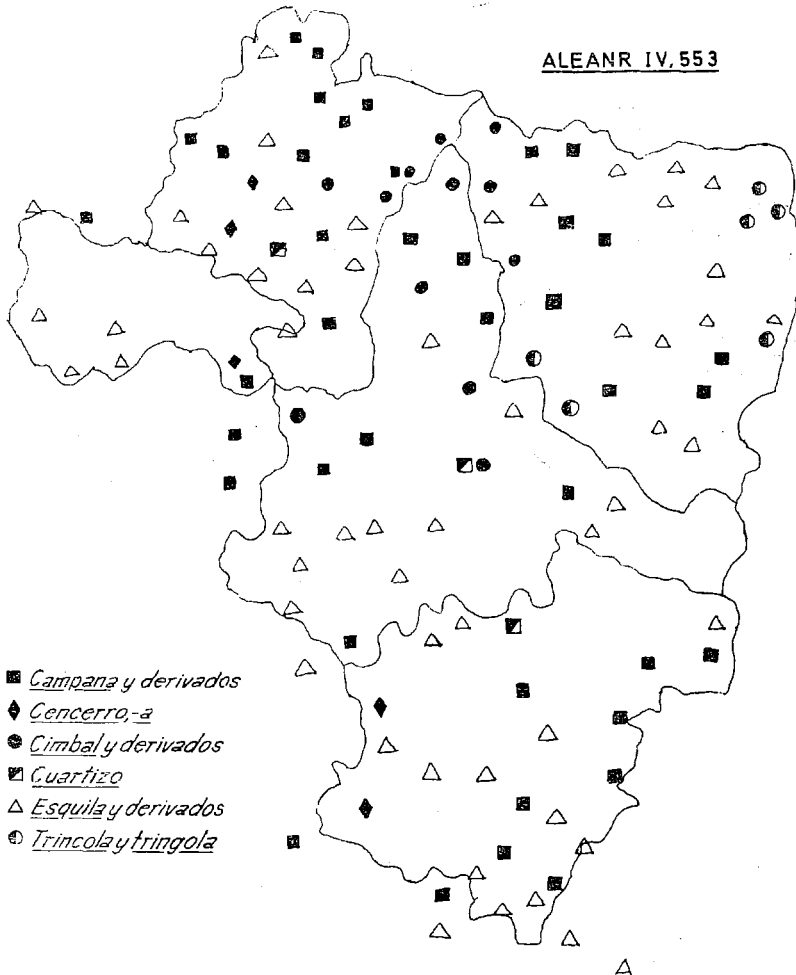 ALEANR IV, 553
Campana y derivados
Cencerro,-a
Cimbal y derivados
Cuartizo
Esquila y derivados
Trincola y tringola